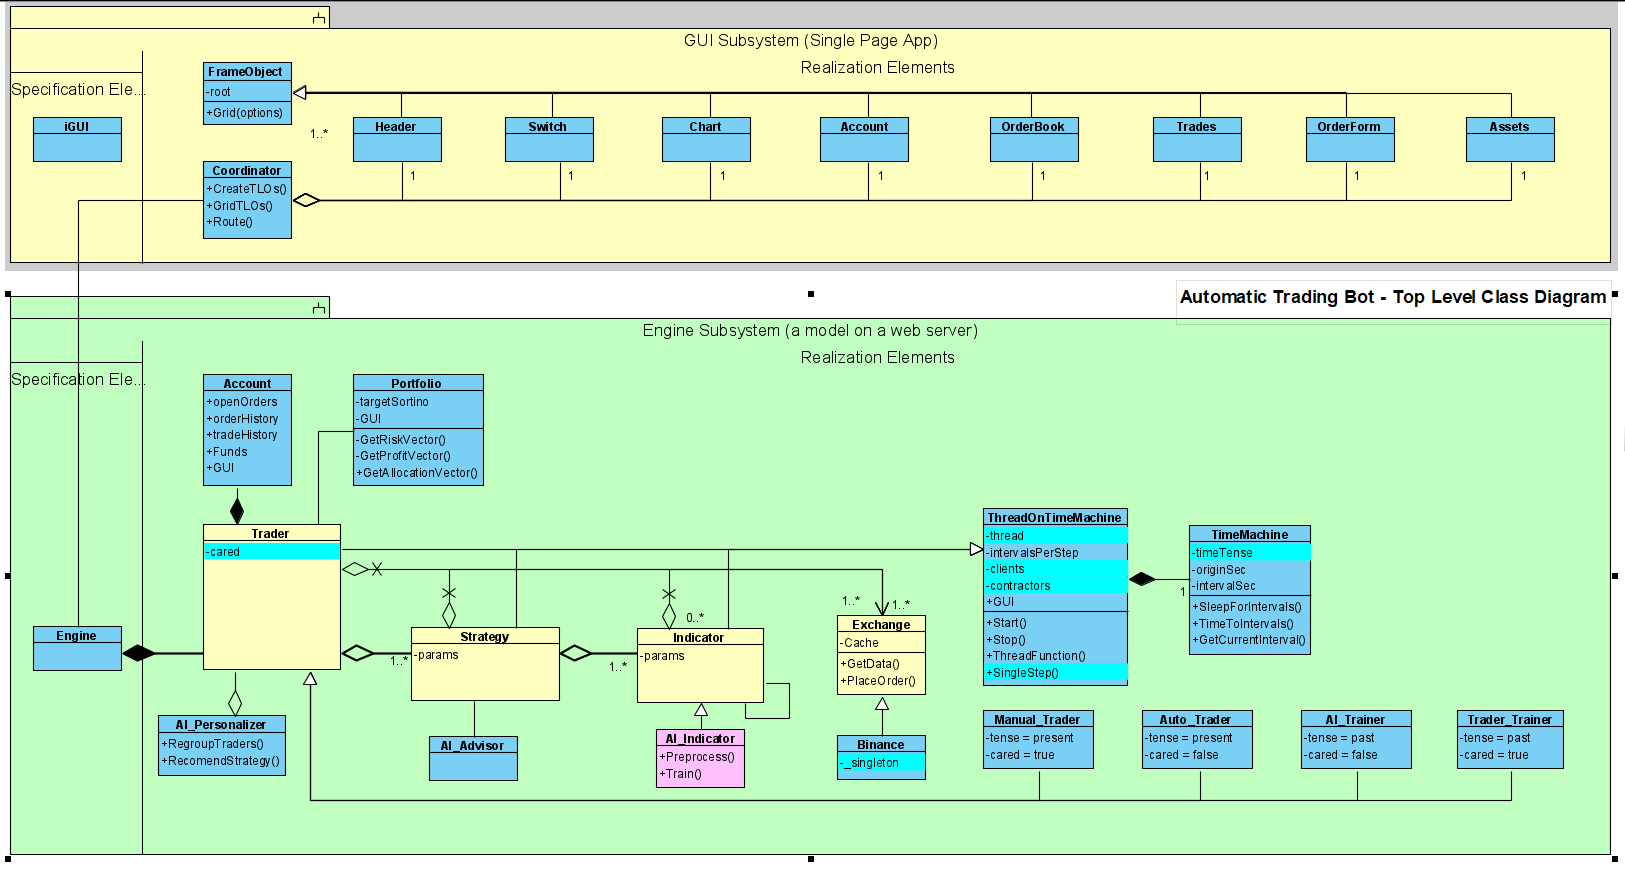 GUI Subsystem (Single Page App)
Realization Elements
Specification Ele...
iGUI
FrameObject
-root
+Grid(options)
1..*
Header
Switch
Chart
Account
OrderBook
Trades
OrderForm
Assets
1
1
1
1
1
1
1
1
Coordinator
+CreateTLOs()
+GridTLOs()
+Route()
Automatic Trading Bot - Top Level Class Diagram
Engine Subsystem (a model on a web server)
Realization Elements
Specification Ele...
Account
+openOrders
+orderHistory
+tradeHistory
+Funds
+GUI
Portfolio
-targetSortino
-GUI
-GetRiskVector()
-GetProfitVector()
+GetAllocationVector()
Trader
-cared
Engine
Strategy
-params
1..*
Indicator
-params
0..*
1..*
Exchange
-Cache
+GetData()
+PlaceOrder()
1..*
1..*
ThreadOnTimeMachine
-thread
-intervalsPerStep
-clients
-contractors
+GUI
+Start()
+Stop()
+ThreadFunction()
+SingleStep()
1
TimeMachine
-timeTense
-originSec
-intervalSec
+SleepForIntervals()
+TimeToIntervals()
+GetCurrentInterval()
AI_Personalizer
+RegroupTraders()
+RecomendStrategy()
AI_Advisor
AI_Indicator
+Preprocess()
+Train()
Binance
-_singleton
Manual_Trader
-tense = present
-cared = true
Auto_Trader
-tense = present
-cared = false
AI_Trainer
-tense = past
-cared = false
Trader_Trainer
-tense = past
-cared = true